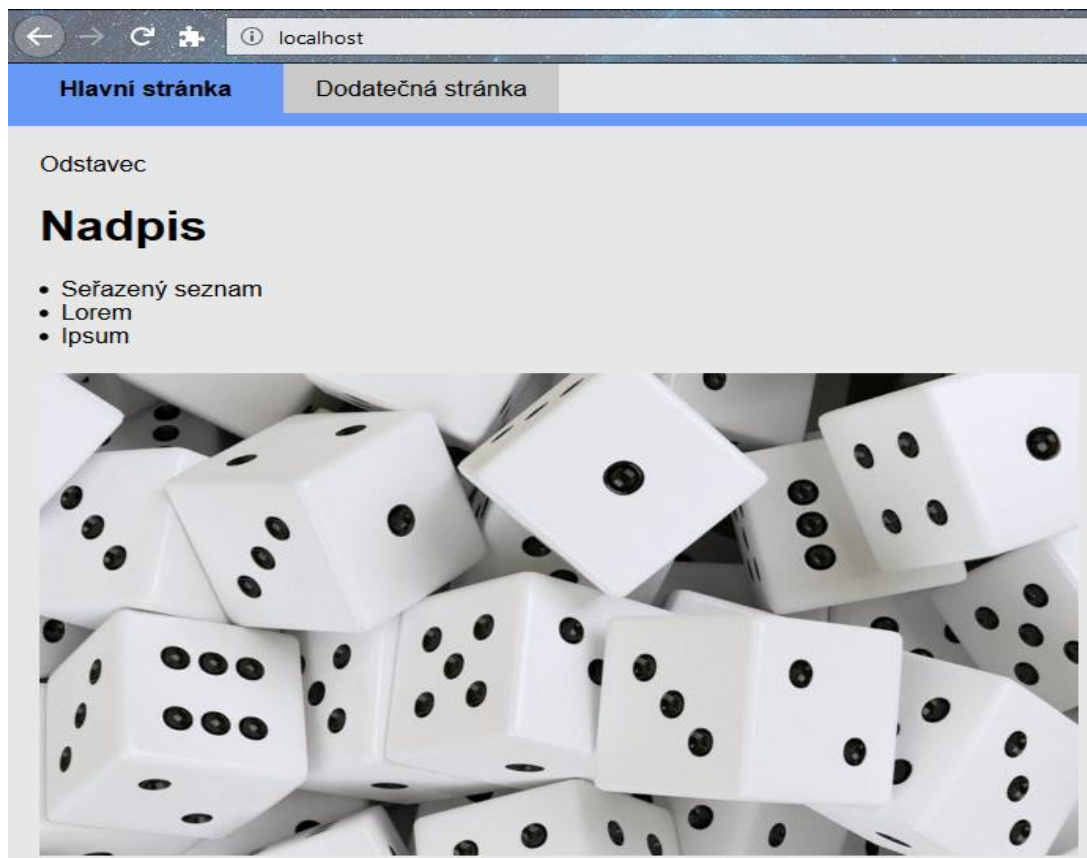 localhost
Hlavní stránka Dodatečná stránka
Odstavec
Nadpis
Seřazený seznam
Lorem
Ipsum